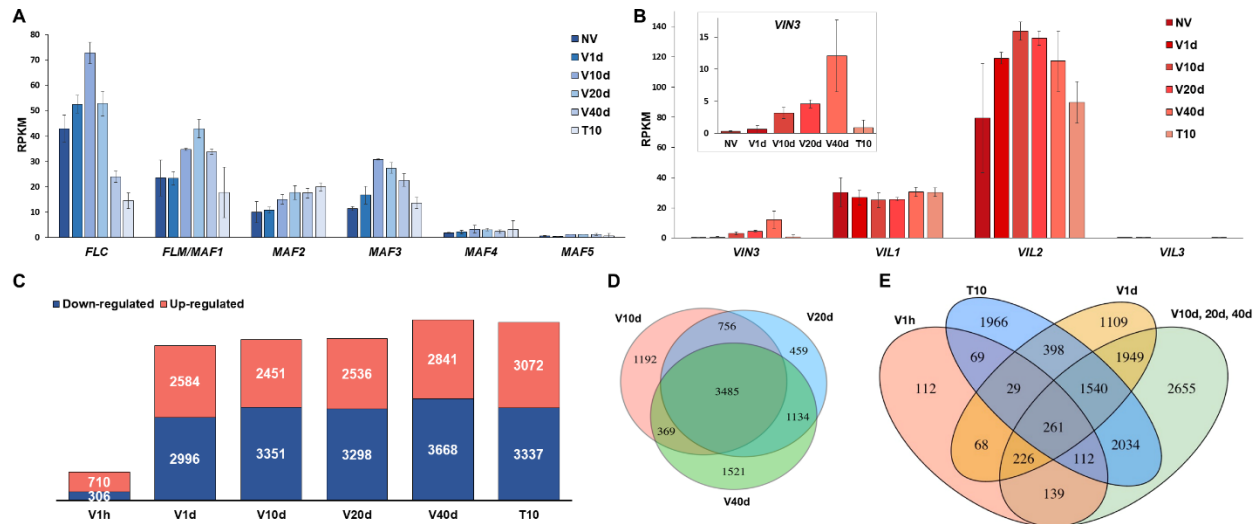 A
RPKM
80
70
60
50
40
30
20
10
0
NV
V1d
V10d
V20d
V40d
T10
FLC
FLM/MAF1
MAF2
MAF3
MAF4
MAF5
B
RPKM
140
120
100
80
60
40
20
0
VIN3
15
10
5
0
NV V1d V10d V20d V40d T10
NV
V1d
V10d
V20d
V40d
T10
VIN3
VIL1
VIL2
VIL3
C
Down-regulated Up-regulated
710
306
2584
2996
2451
3351
2536
3298
2841
3668
3072
3337
V1h
V1d
V10d
V20d
V40d
T10
D
V10d
V20d
756
1192
459
3485
369
1134
1521
V40d
E
T10
V1d
V1h
V10d, 20d, 40d
1966
1109
69
398
1949
112
29
1540
2655
261
68
2034
226
112
139